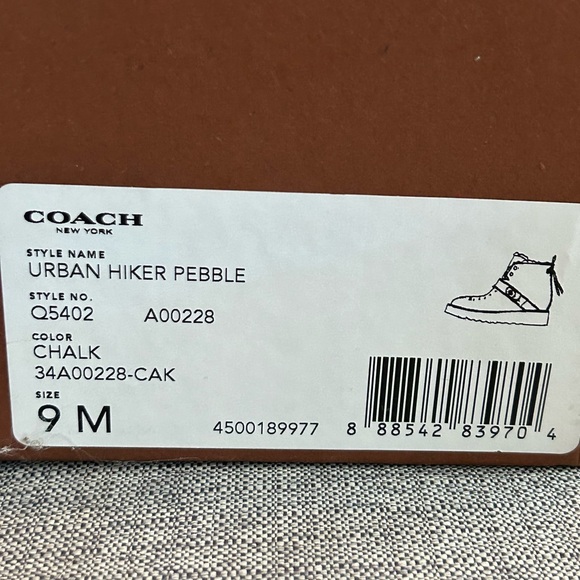 COACH
NEW YORK
STYLE NAME
URBAN HIKER PEBBLE
STYLE NO.
Q5402 A00228
COLOR
CHALK
34A00228-CAK
SIZE
9 M
4500189977 8 88542 83970 4